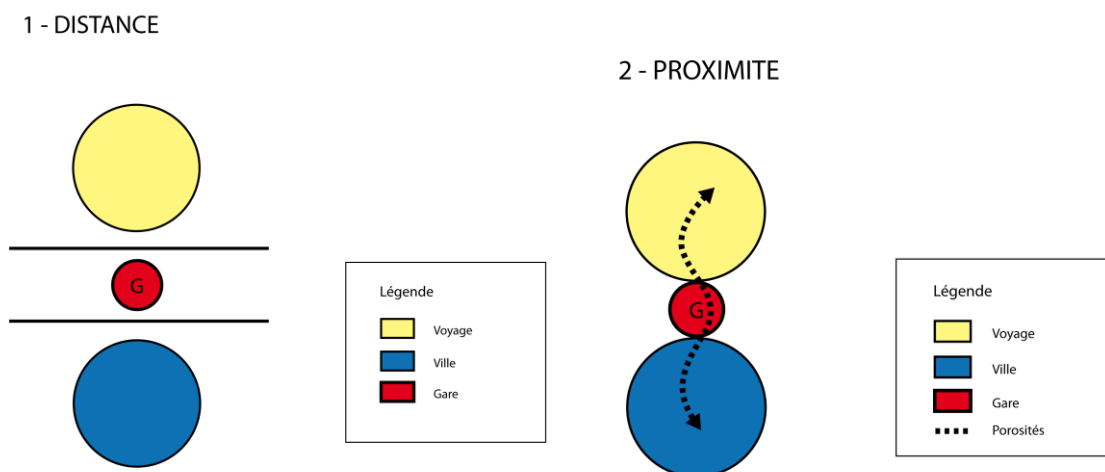 1 - DISTANCE
G
Légende
Voyage
Ville
Gare
2 - PROXIMITE
G
Légende
Voyage
Ville
Gare
Porosités